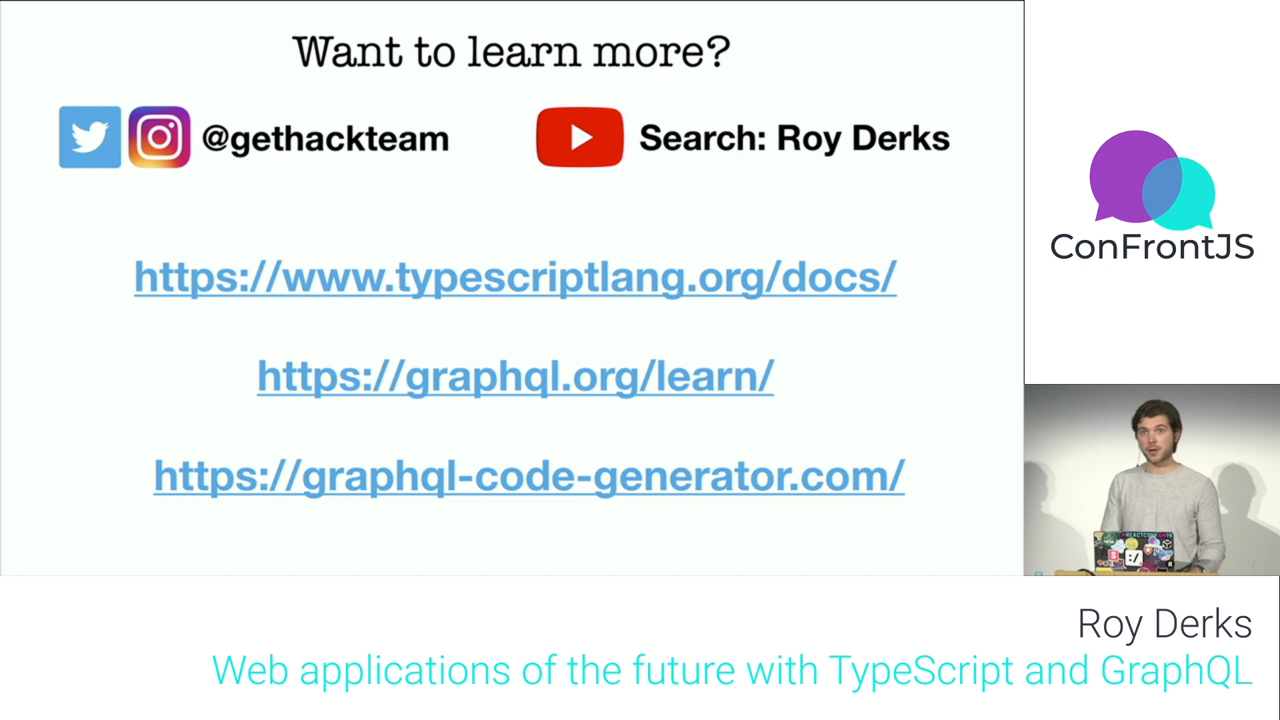 Want to learn more?
@gethackteam
Search: Roy Derks
https://www.typescriptlang.org/docs/
https://graphql.org/learn/
https://graphql-code-generator.com/
ConFrontJS
Roy Derks
Web applications of the future with TypeScript and GraphQL